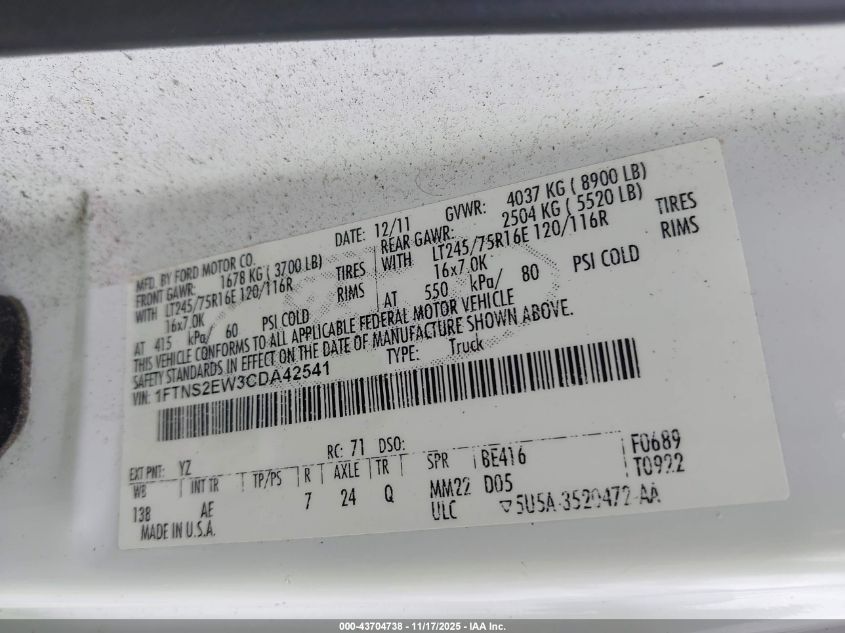 MFD. BY FORD MOTOR CO.
DATE: 12/11
GVWR: 4037 KG ( 8900 LB)
FRONT GAWR: 1678 KG ( 3700 LB)
REAR GAWR: 2504 KG ( 5520 LB)
WITH LT245/75R16E 120/116R TIRES
WITH LT245/75R16E 120/116R TIRES
16x7.0K RIMS
16x7.0K RIMS
AT 415 kPa/ 60 PSI COLD
AT 550 kPa/ 80 PSI COLD
THIS VEHICLE CONFORMS TO ALL APPLICABLE FEDERAL MOTOR VEHICLE
SAFETY STANDARDS IN EFFECT ON THE DATE OF MANUFACTURE SHOWN ABOVE.
VIN: 1FTNS2EW3CDA42541
TYPE: Truck
EXT PNT: YZ
RC: 71 DSO:
WB INT TR TP/PS R AXLE TR SPR BE416 F0689
138 AE 7 24 Q MM22 D05 T0922
MADE IN U.S.A.
ULC ▽5U5A-3520472-AA
000-43704738 - 11/17/2025 - IAA Inc.